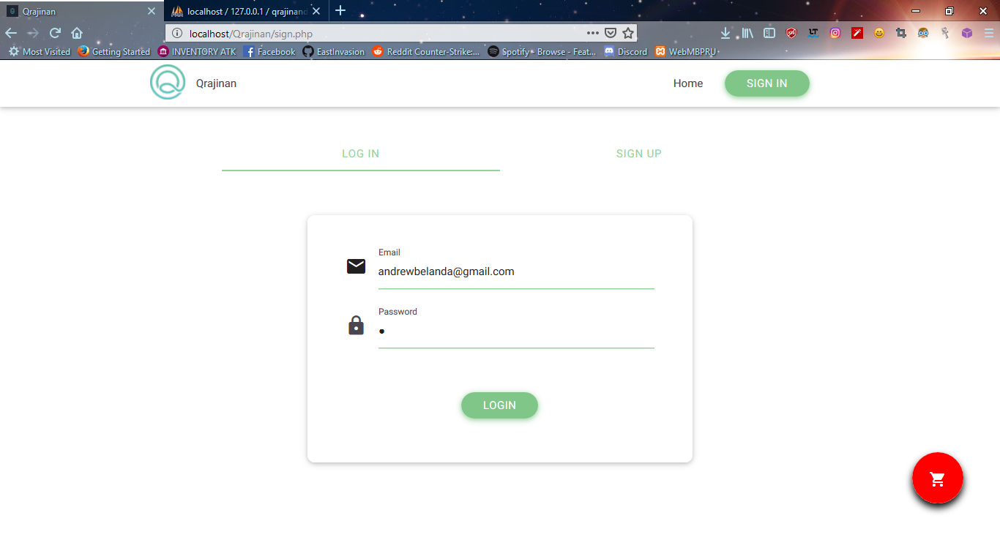 Qrajinan
localhost / 127.0.0.1 / qrajinand
localhost/Qrajinan/sign.php
Most Visited Getting Started INVENTORY ATK Facebook EastInvasion Reddit Counter-Strike:... Spotify - Browse - Feat... Discord WebMBPRU
Qrajinan Home SIGN IN
LOG IN SIGN UP
Email
andrewbelanda@gmail.com
Password
LOGIN